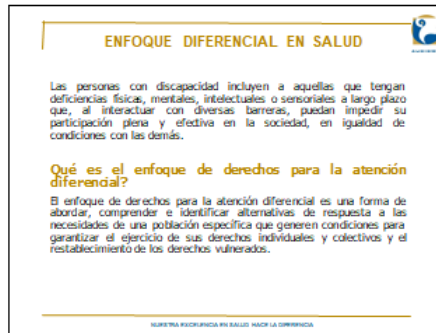 ENFOQUE DIFERENCIAL EN SALUD
Las personas con discapacidad incluyen a aquellas que tengan
deficiencias físicas, mentales, intelectuales o sensoriales a largo plazo
que, al interactuar con diversas barreras, puedan impedir su
participación plena y efectiva en la sociedad, en igualdad de
condiciones con las demás.
Qué es el enfoque de derechos para la atención
diferencial?
El enfoque de derechos para la atención diferencial es una forma de
abordar, comprender e identificar alternativas de respuesta a las
necesidades de una población específica que generen condiciones para
garantizar el ejercicio de sus derechos individuales y colectivos y el
restablecimiento de los derechos vulnerados.
NUESTRA EXCELENCIA EN SALUD HACE LA DIFERENCIA